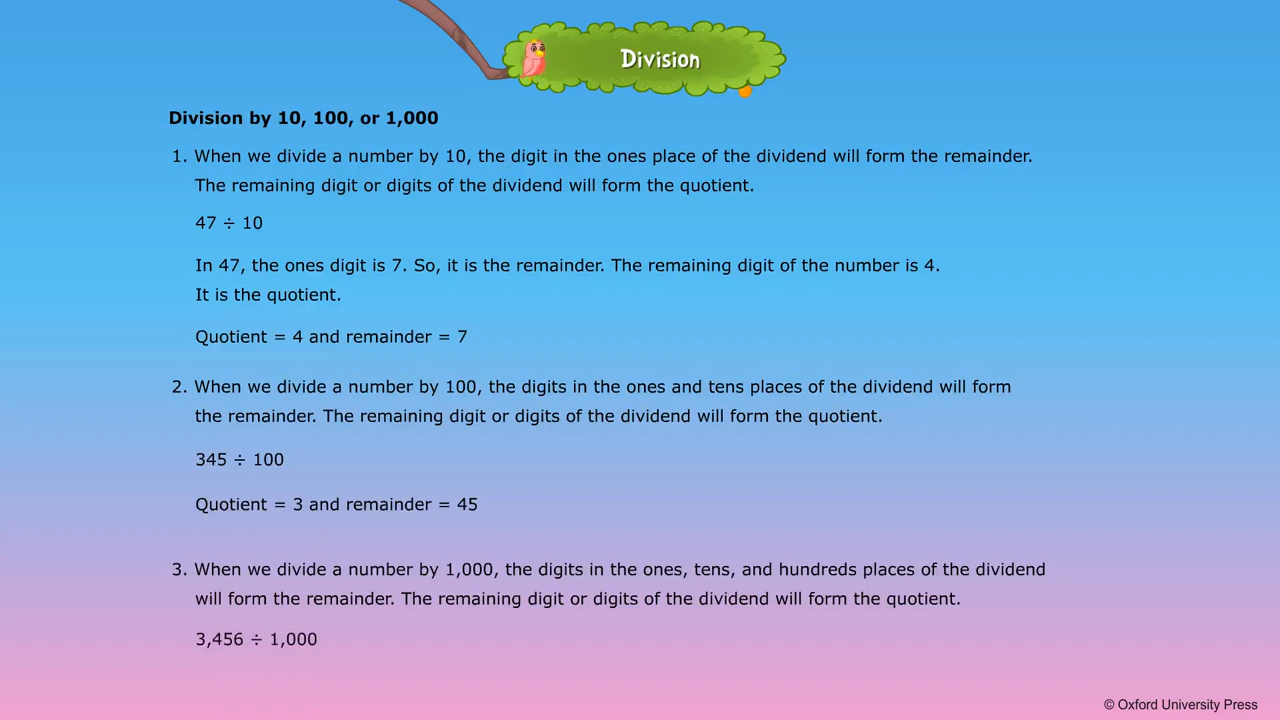 Division
Division by 10, 100, or 1,000
1. When we divide a number by 10, the digit in the ones place of the dividend will form the remainder.
The remaining digit or digits of the dividend will form the quotient.
47 ÷ 10
In 47, the ones digit is 7. So, it is the remainder. The remaining digit of the number is 4.
It is the quotient.
Quotient = 4 and remainder = 7
2. When we divide a number by 100, the digits in the ones and tens places of the dividend will form
the remainder. The remaining digit or digits of the dividend will form the quotient.
345 ÷ 100
Quotient = 3 and remainder = 45
3. When we divide a number by 1,000, the digits in the ones, tens, and hundreds places of the dividend
will form the remainder. The remaining digit or digits of the dividend will form the quotient.
3,456 ÷ 1,000
© Oxford University Press